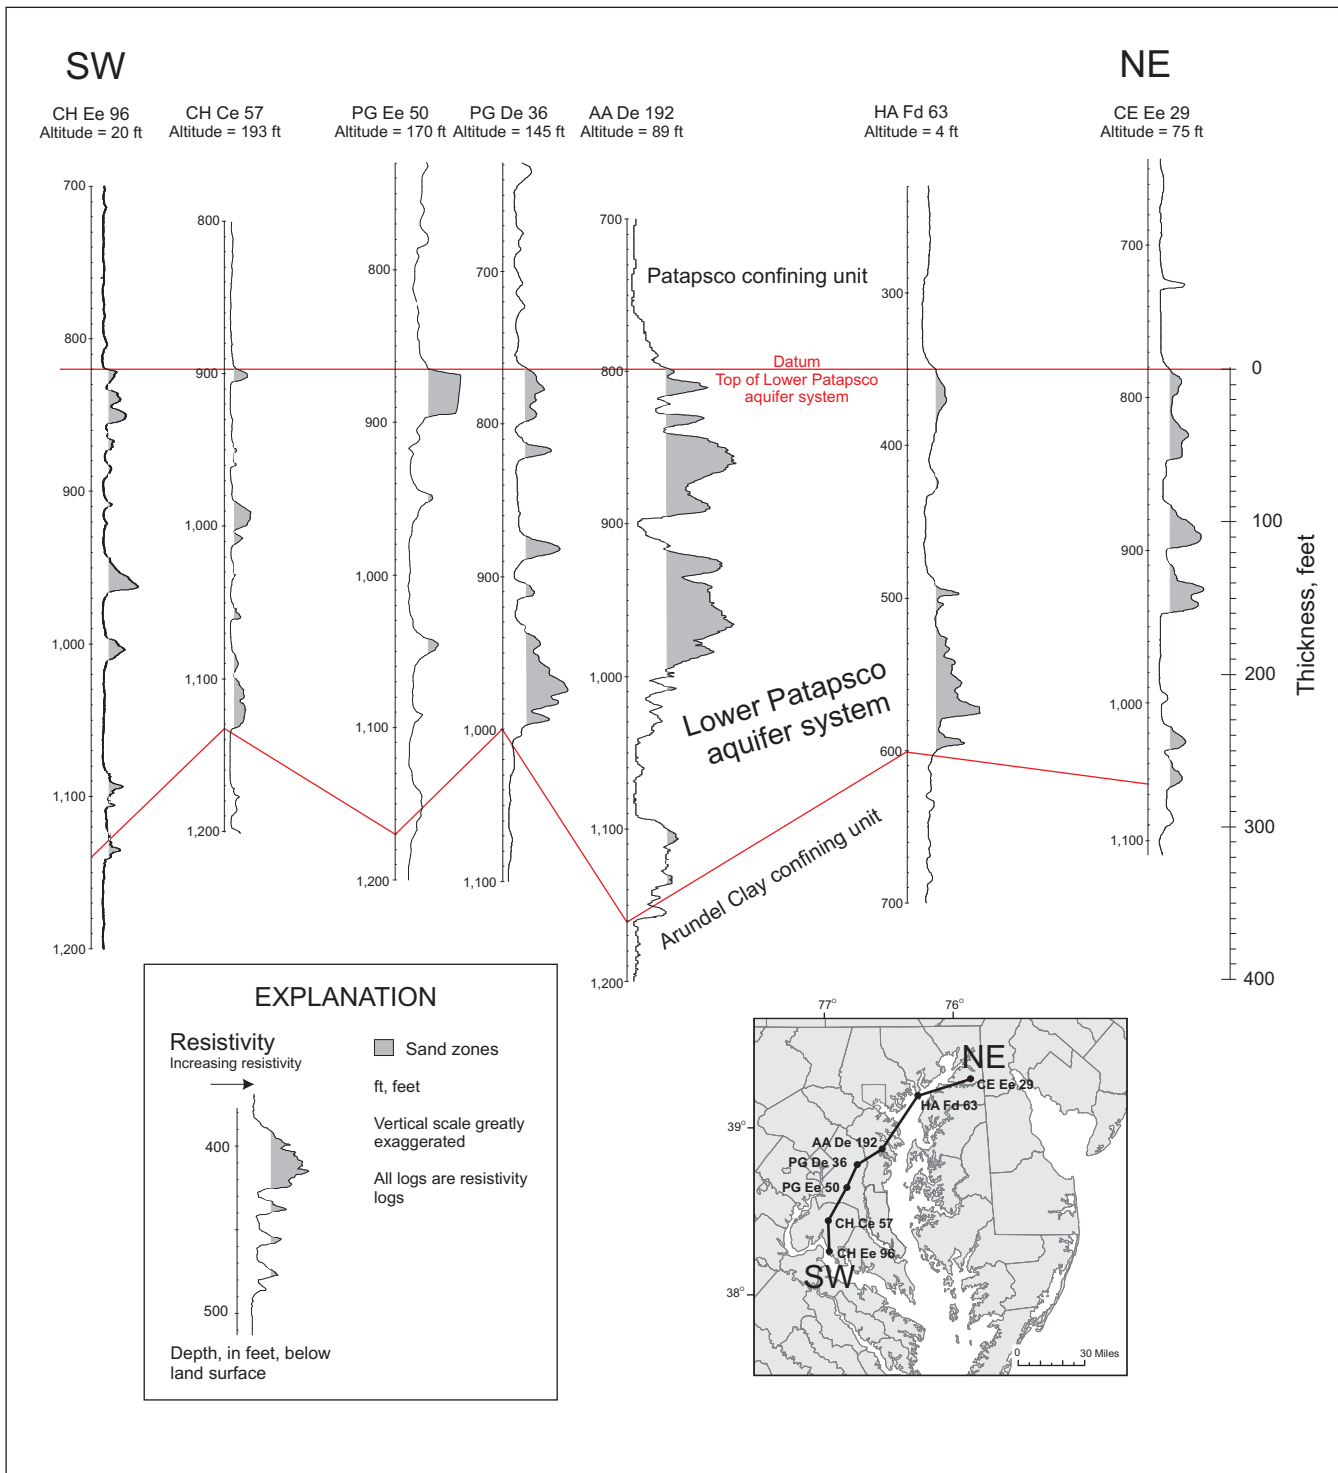 SW
NE
CH Ee 96
Altitude = 20 ft
CH Ce 57
Altitude = 193 ft
PG Ee 50
Altitude = 170 ft
PG De 36
Altitude = 145 ft
AA De 192
Altitude = 89 ft
HA Fd 63
Altitude = 4 ft
CE Ee 29
Altitude = 75 ft
700
800
900
1,000
1,100
1,200
800
900
1,000
1,100
1,200
800
900
1,000
1,100
1,200
700
800
900
1,000
1,100
700
800
900
1,000
1,100
1,200
300
400
500
600
700
700
800
900
1,000
1,100
0
100
200
300
400
Thickness, feet
Patapsco confining unit
Datum
Top of Lower Patapsco
aquifer system
Lower Patapsco
aquifer system
Arundel Clay confining unit
EXPLANATION
Resistivity
Increasing resistivity
400
500
Depth, in feet, below
land surface
Sand zones
ft, feet
Vertical scale greatly
exaggerated
All logs are resistivity
logs
77°
76°
39°
38°
NE
CE Ee 29
HA Fd 63
AA De 192
PG De 36
PG Ee 50
CH Ce 57
CH Ee 96
SW
0
30 Miles